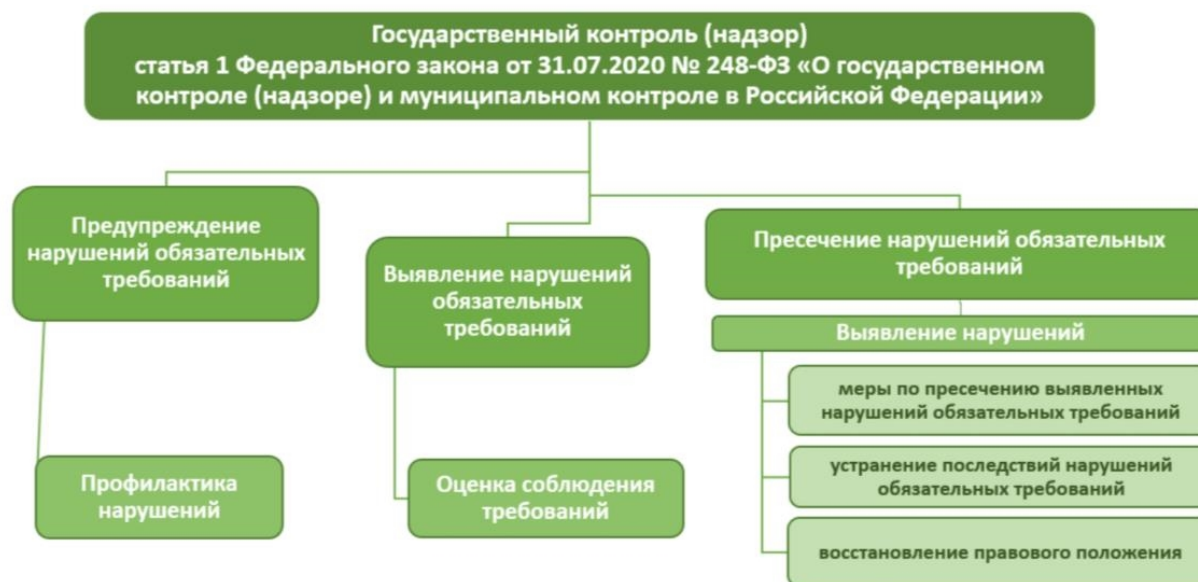 Государственный контроль (надзор)
статья 1 Федерального закона от 31.07.2020 № 248-ФЗ «О государственном
контроле (надзоре) и муниципальном контроле в Российской Федерации»
Предупреждение
нарушений обязательных
требований
Профилактика
нарушений
Выявление нарушений
обязательных
требований
Оценка соблюдения
требований
Пресечение нарушений обязательных
требований
Выявление нарушений
меры по пресечению выявленных
нарушений обязательных требований
устранение последствий нарушений
обязательных требований
восстановление правового положения